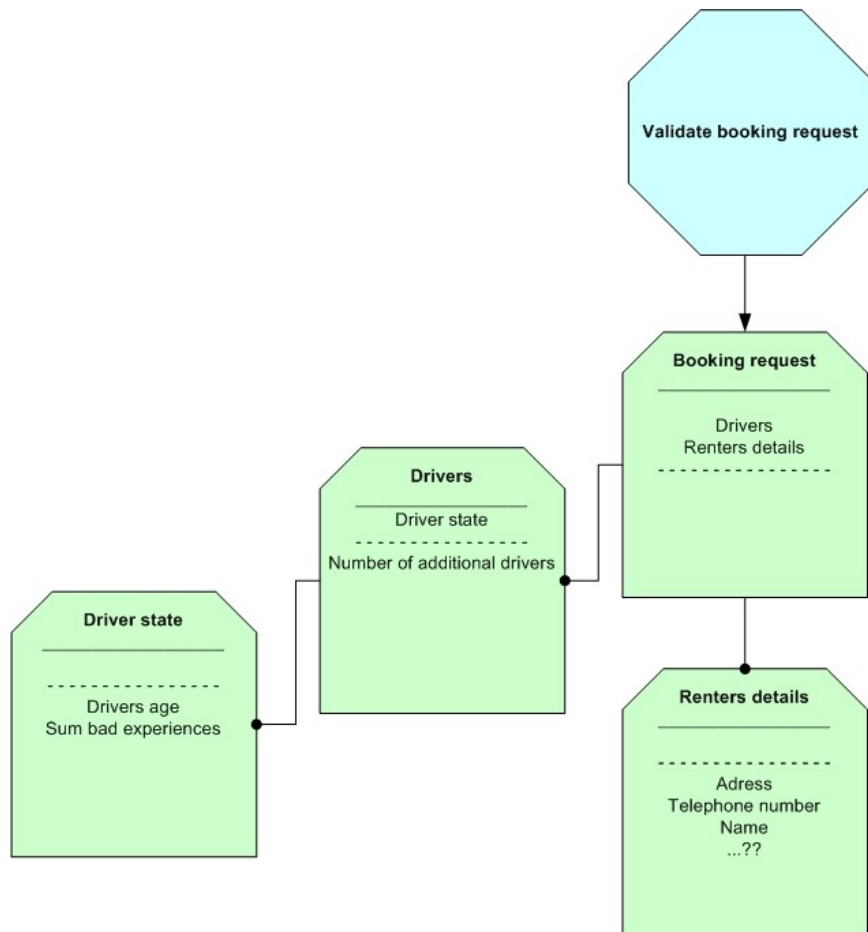 Validate booking request
Booking request
Drivers
Renters details
Drivers
Driver state
Number of additional drivers
Driver state
Drivers age
Sum bad experiences
Renters details
Adress
Telephone number
Name
...??